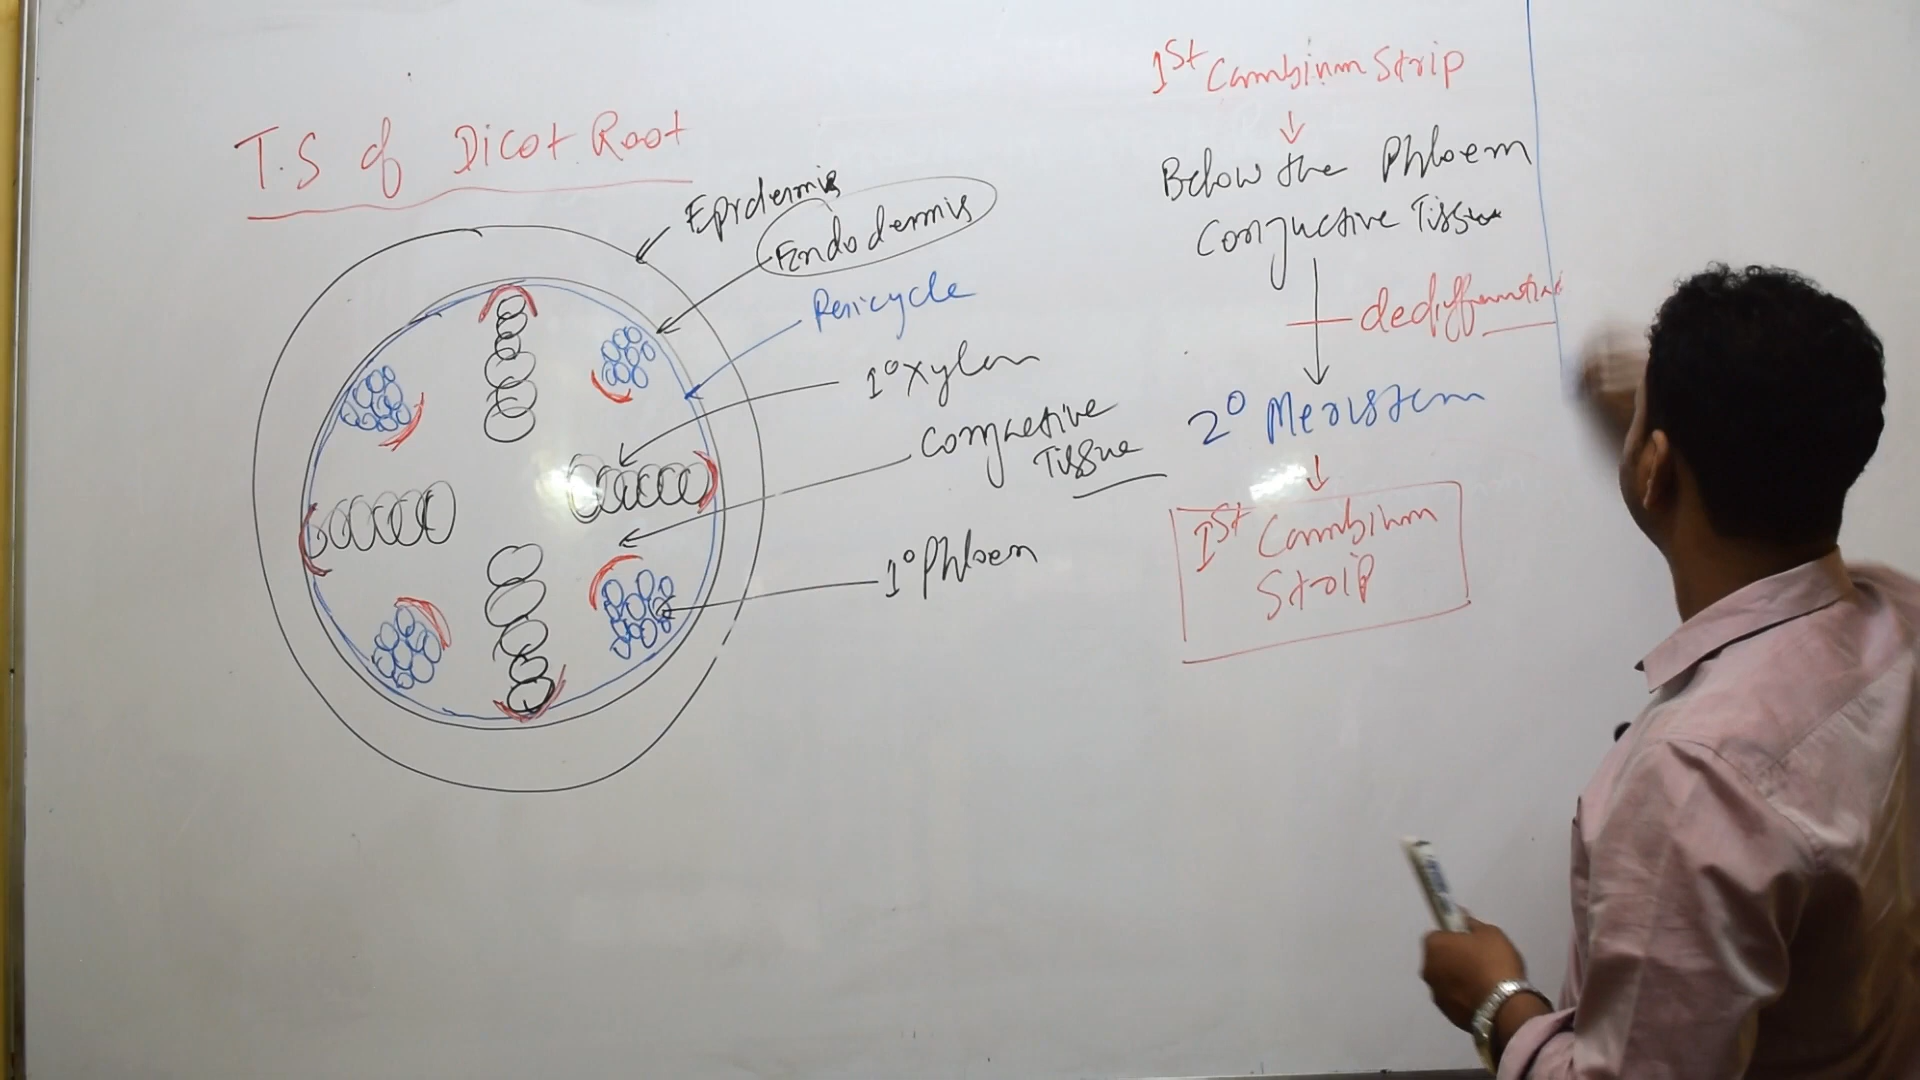 T.S of Dicot Root
Epidermis
Endodermis
Pericycle
1° Xylem
Conjuctive
Tissue
1° Phloem
1st Cambium Strip
Below the Phloem
Conjuctive Tissue
2° Meristem
1st Cambium
Strip